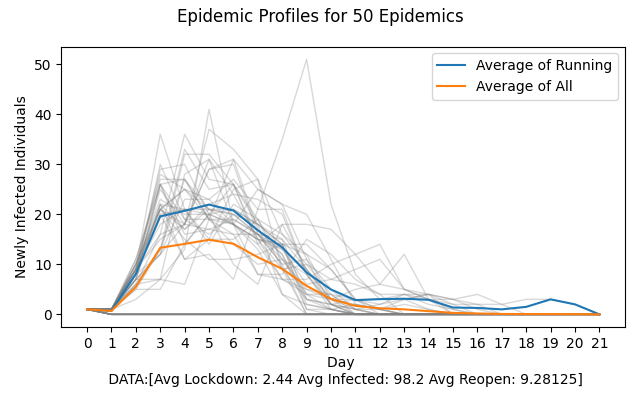 Epidemic Profiles for 50 Epidemics
Newly Infected Individuals
50
40
30
20
10
0
Average of Running
Average of All
0 1 2 3 4 5 6 7 8 9 10 11 12 13 14 15 16 17 18 19 20 21
Day
DATA:[Avg Lockdown: 2.44 Avg Infected: 98.2 Avg Reopen: 9.28125]